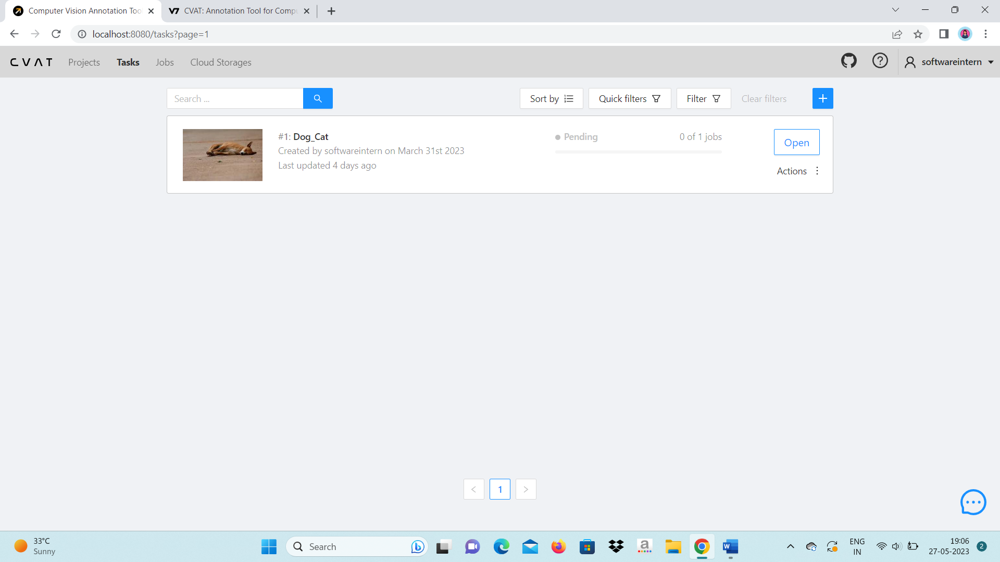 Computer Vision Annotation Too
CVAT: Annotation Tool for Compu
localhost:8080/tasks?page=1
CVAT
Projects
Tasks
Jobs
Cloud Storages
softwareintern
Search ...
Sort by
Quick filters
Filter
Clear filters
#1: Dog_Cat
Created by softwareintern on March 31st 2023
Last updated 4 days ago
Pending
0 of 1 jobs
Open
Actions
1
33°C
Sunny
Search
ENG
IN
19:06
27-05-2023
2